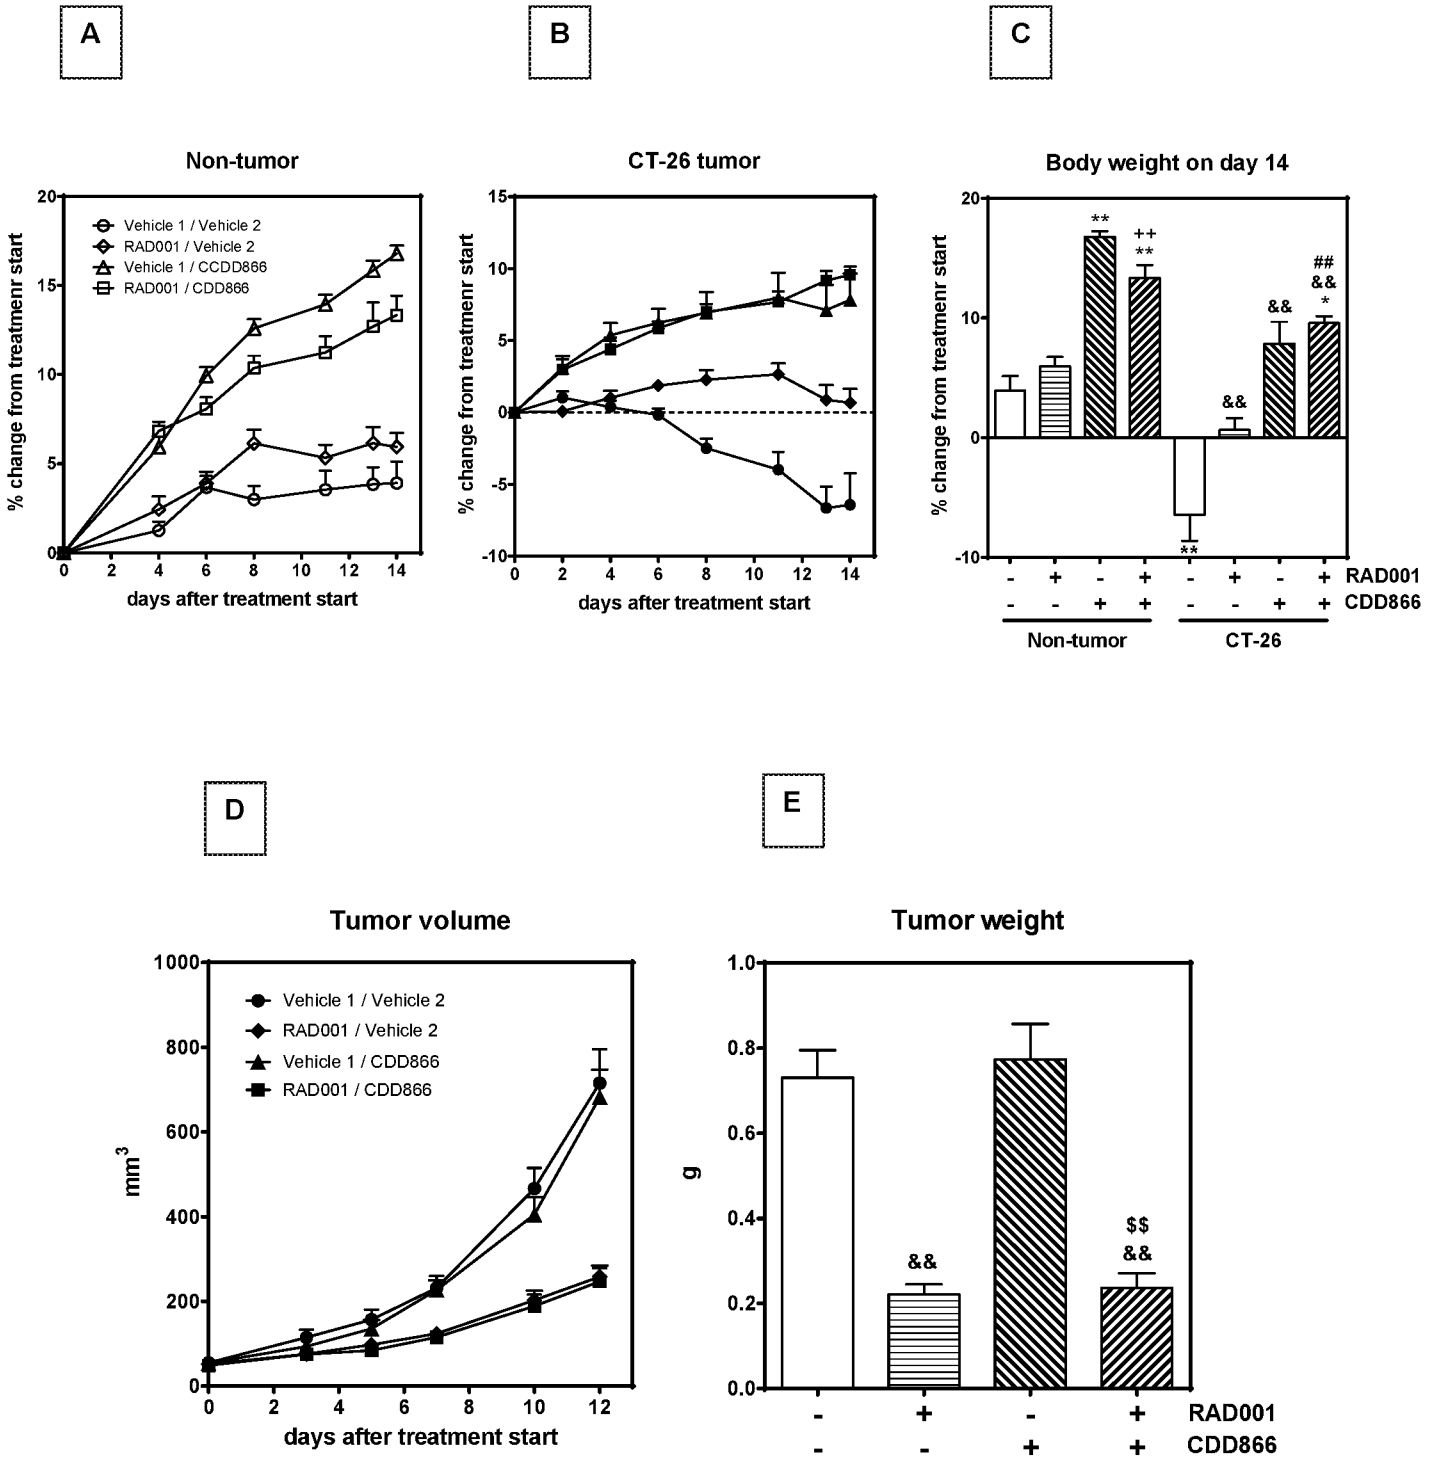 A
B
C
Non-tumor
% change from treatmenr start
20
15
10
5
0
Vehicle 1 / Vehicle 2
RAD001 / Vehicle 2
Vehicle 1 / CCDD866
RAD001 / CDD866
0 2 4 6 8 10 12 14
days after treatment start
CT-26 tumor
% change from treatmenr start
15
10
5
0
-5
-10
0 2 4 6 8 10 12 14
days after treatment start
Body weight on day 14
% change from treatmenr start
20
10
0
-10
**
++
**
**
&&
&&
##
&&
*
- + - + - + - + RAD001
- - + + - - + + CDD866
Non-tumor CT-26
D
E
Tumor volume
mm3
1000
800
600
400
200
0
Vehicle 1 / Vehicle 2
RAD001 / Vehicle 2
Vehicle 1 / CDD866
RAD001 / CDD866
0 2 4 6 8 10 12
days after treatment start
Tumor weight
g
1.0
0.8
0.6
0.4
0.2
0.0
&&
$$
&&
- + - + RAD001
- - + + CDD866